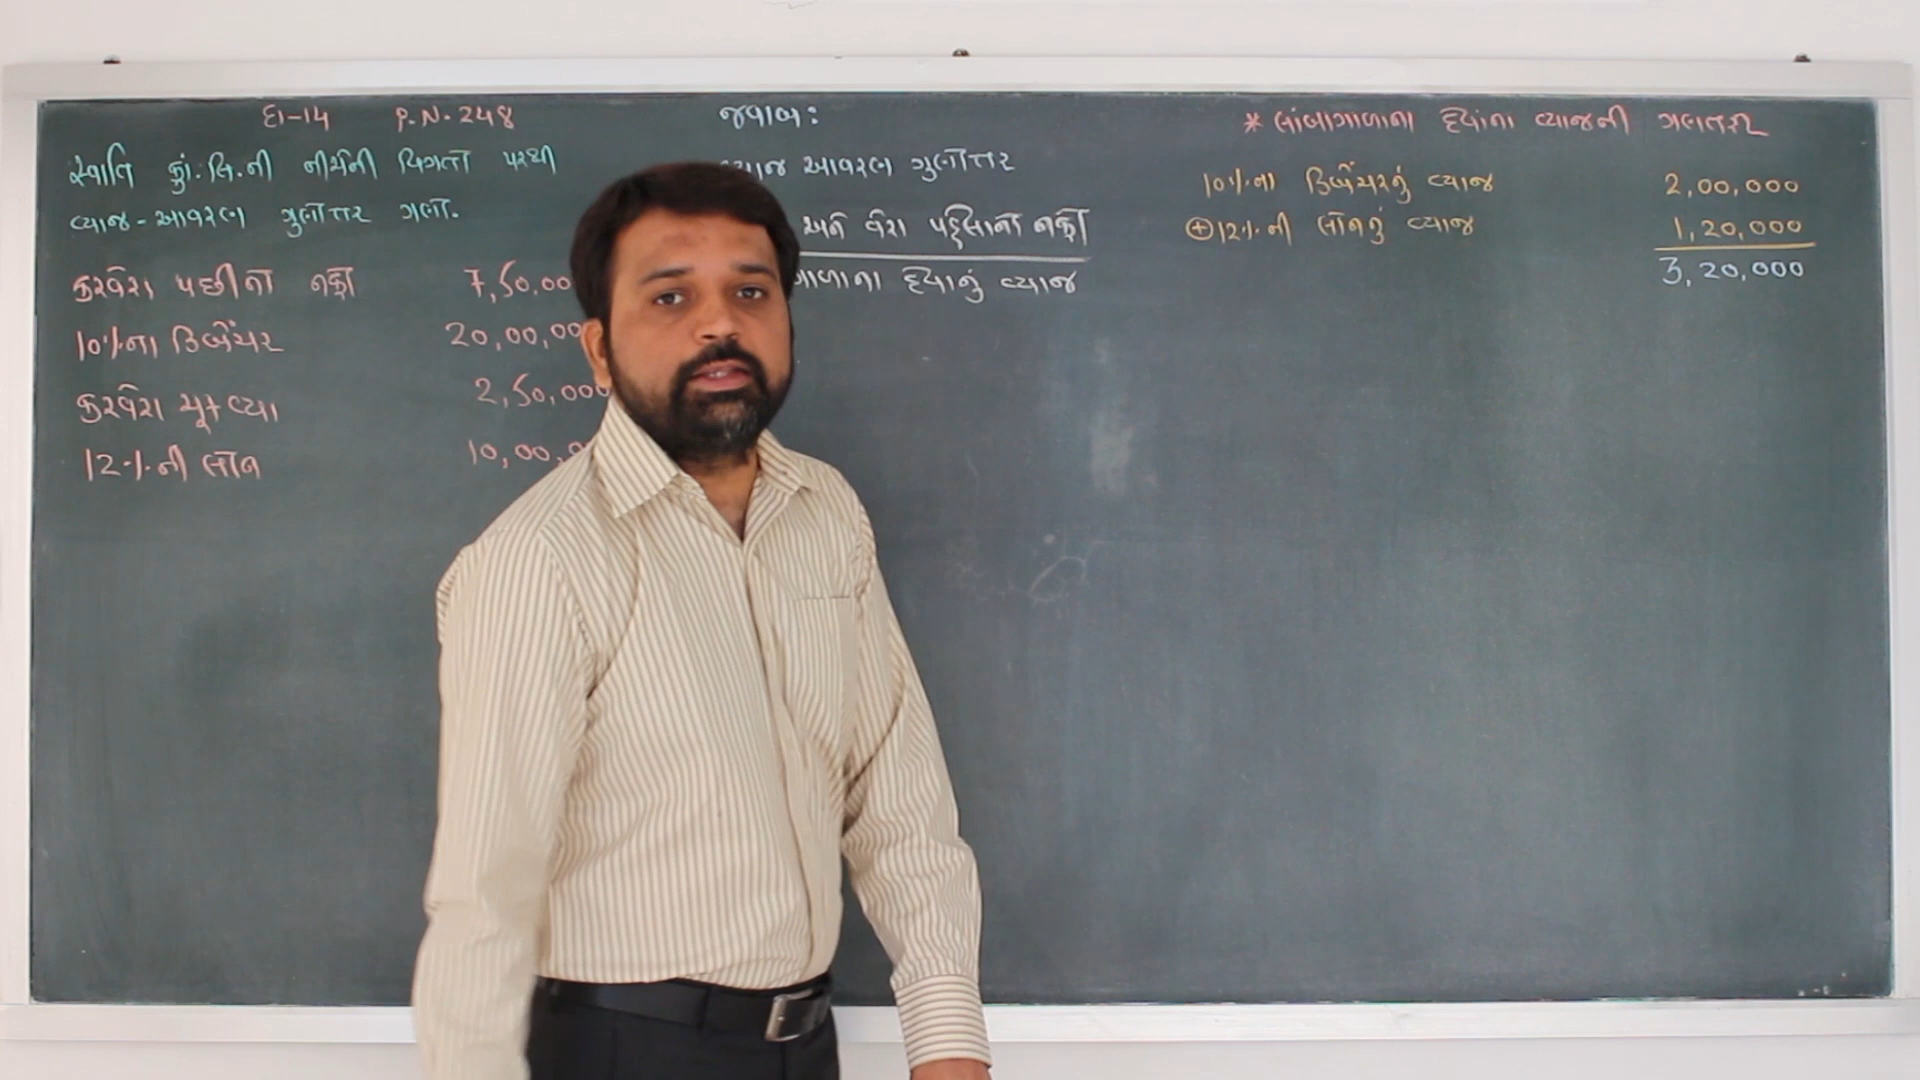 દા-14 P.N. 248
સ્વાતિ કું. લિ.ની નીચેની વિગતો પરથી
વ્યાજ-આવરણ ગુણોત્તર ગણો.
કરવેરા પછીનો નફો 7,50,00
10%ના ડિબેંચર 20,00,00
કરવેરા ચૂકવ્યા 2,50,000
12%ની લોન 10,00,0
જવાબ:
આવરણ ગુણોત્તર
અને વેરા પહેલાનો નફો
ગાળાના દેવાનું વ્યાજ
* લાંબાગાળાના દેવાંના વ્યાજની ગણતરી
10%ના ડિબેંચરનું વ્યાજ 2,00,000
⊕12%ની લોનનું વ્યાજ 1,20,000
3,20,000